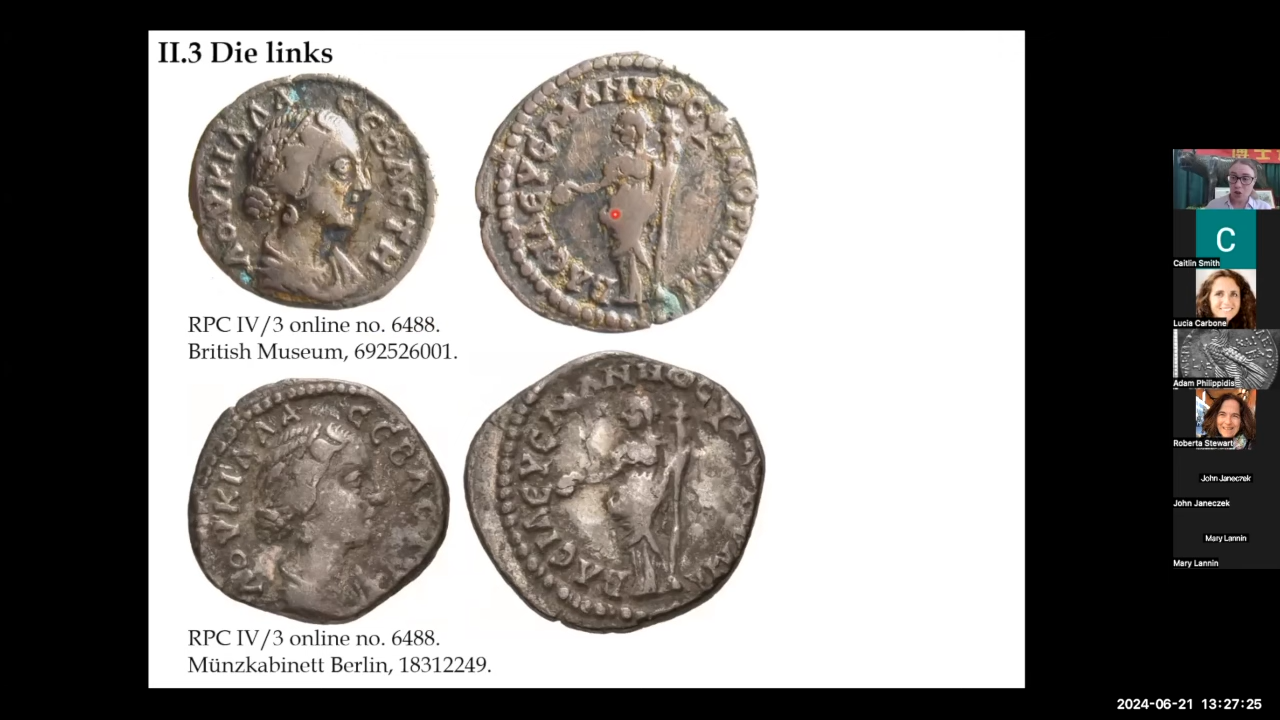 II.3 Die links
ΛΟΥΚΙΛΛΑ ϹΕΒΑϹΤΗ
RPC IV/3 online no. 6488.
British Museum, 692526001.
RPC IV/3 online no. 6488.
Münzkabinett Berlin, 18312249.
C
Caitlin Smith
Lucia Carbone
Adam Philippidis
Roberta Stewart
John Janeczek
John Janeczek
Mary Lannin
Mary Lannin
2024-06-21 13:27:25